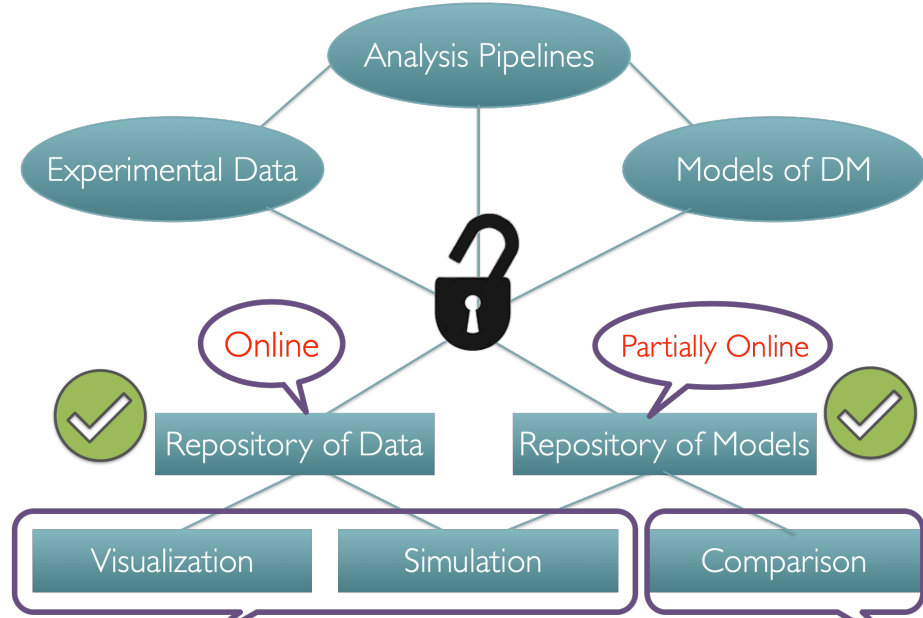 Analysis Pipelines
Experimental Data
Models of DM
Online
Partially Online
Repository of Data
Repository of Models
Visualization
Simulation
Comparison